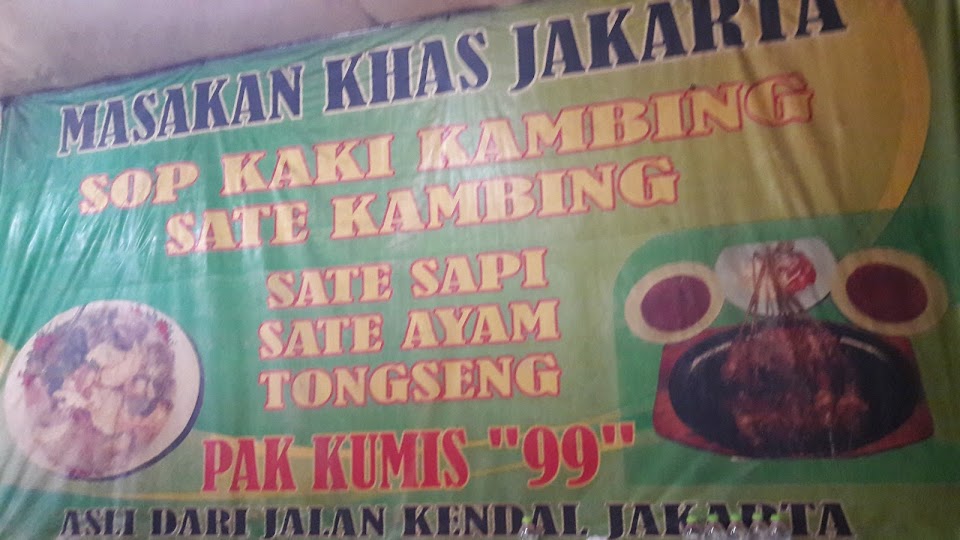 MASAKAN KHAS JAKARTA
SOP KAKI KAMBING
SATE KAMBING
SATE SAPI
SATE AYAM
TONGSENG
PAK KUMIS "99"
ASLI DARI JALAN KENDAL JAKARTA